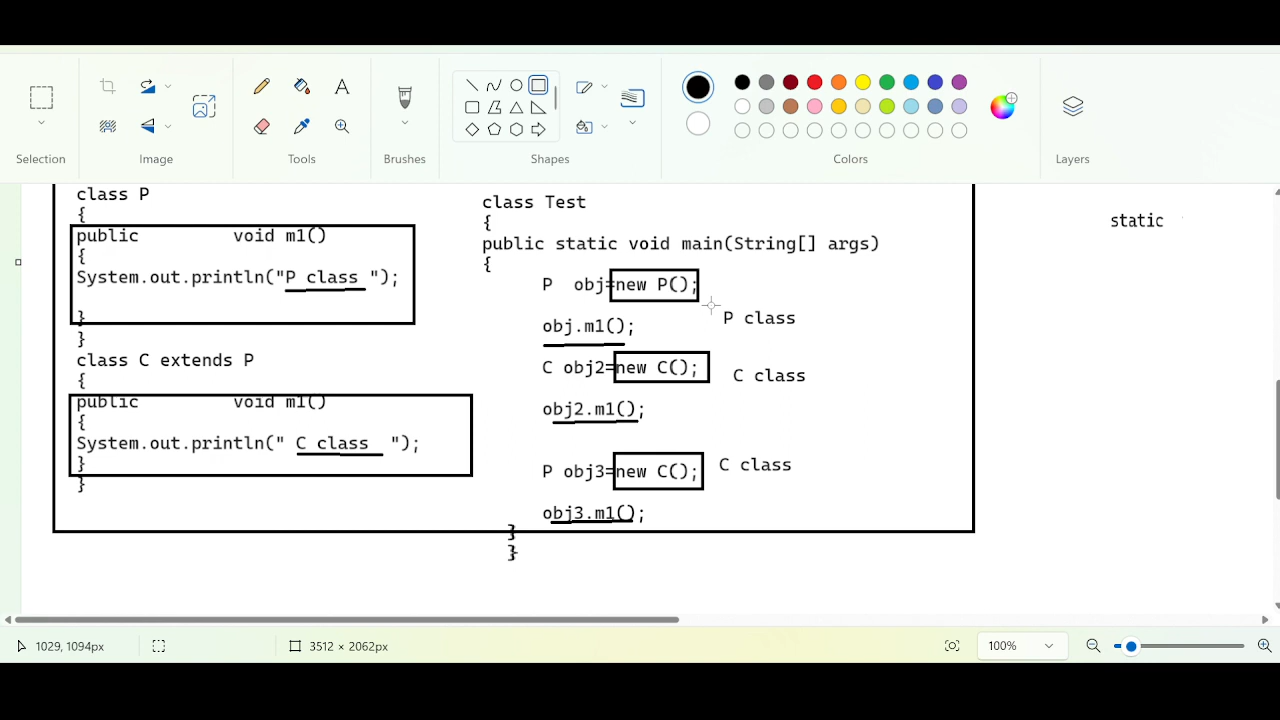 Selection
Image
Tools
Brushes
Shapes
Colors
Layers
class P
{
public void m1()
{
System.out.println("P class ");
}
}
class C extends P
{
public void m1()
{
System.out.println(" C class ");
}
}
class Test
{
public static void main(String[] args)
{
P obj=new P();
P class
obj.m1();
C obj2=new C();
C class
obj2.m1();
P obj3=new C();
C class
obj3.m1();
}
}
static
1029, 1094px
3512 × 2062px
100%